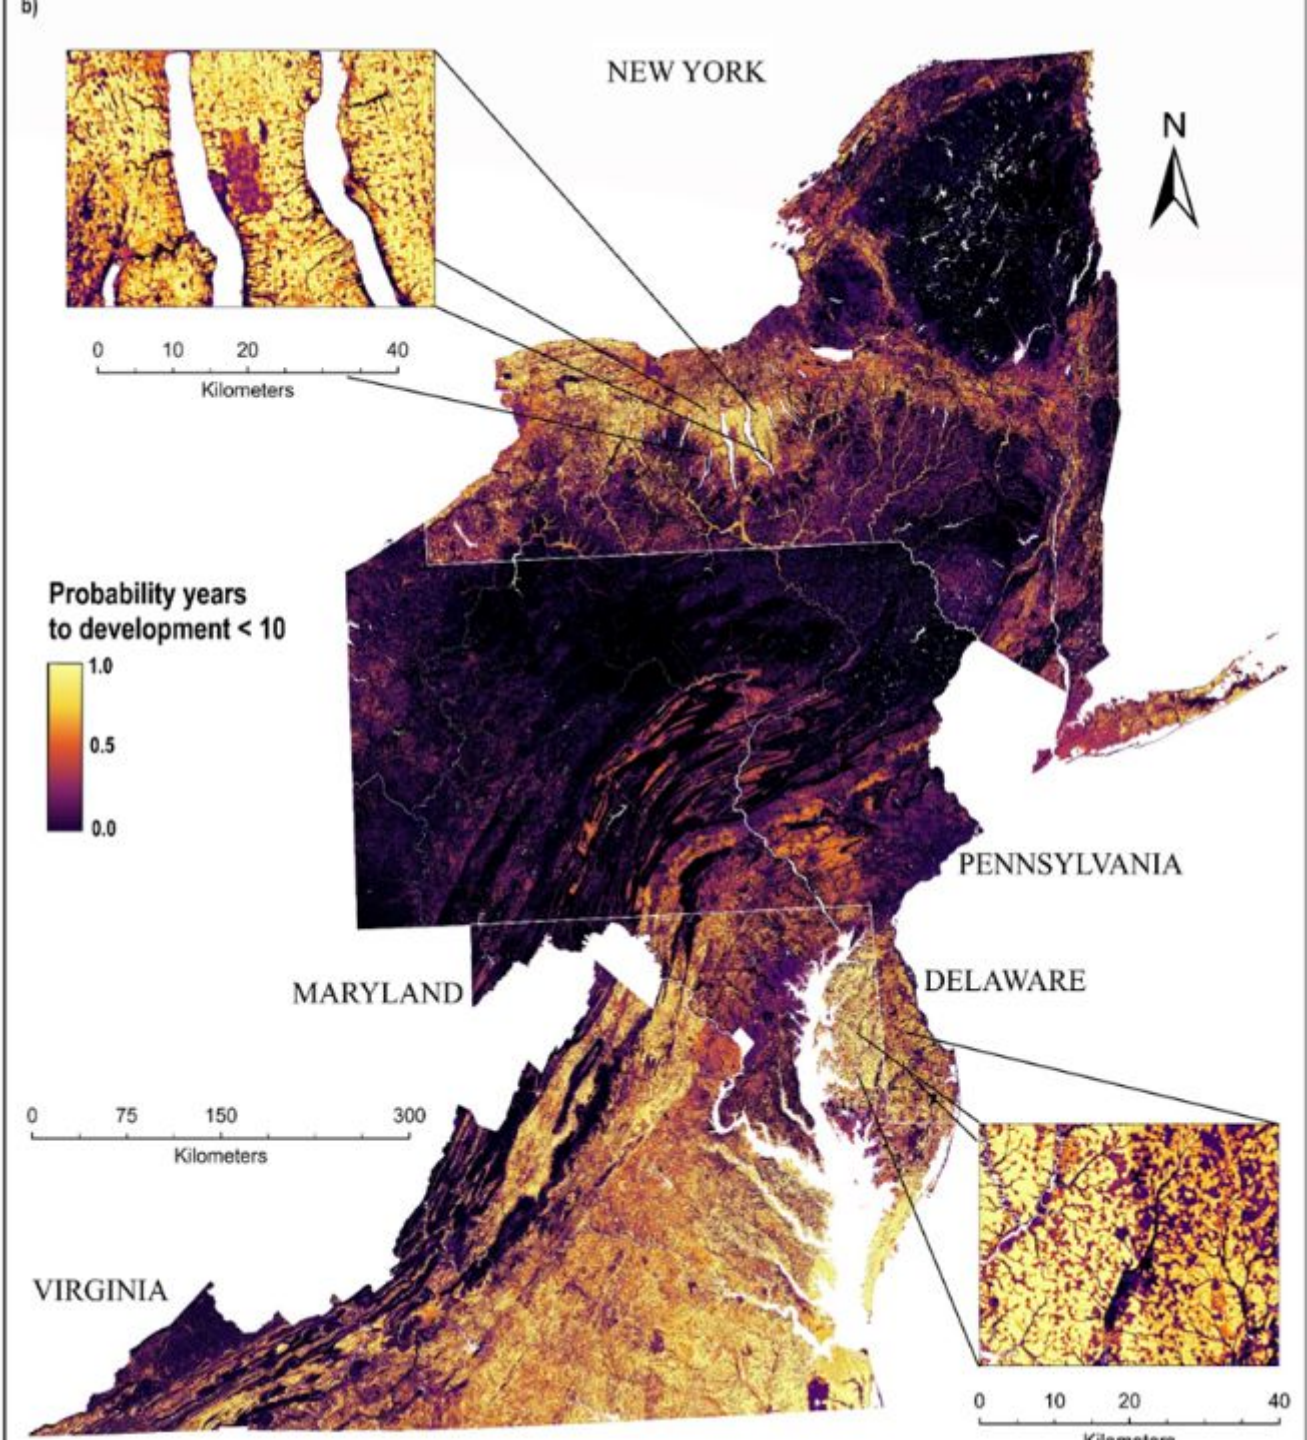 b)
NEW YORK
N
0 10 20 40
Kilometers
Probability years
to development < 10
1.0
0.5
0.0
PENNSYLVANIA
MARYLAND
DELAWARE
0 75 150 300
Kilometers
VIRGINIA
0 10 20 40
Kilometers